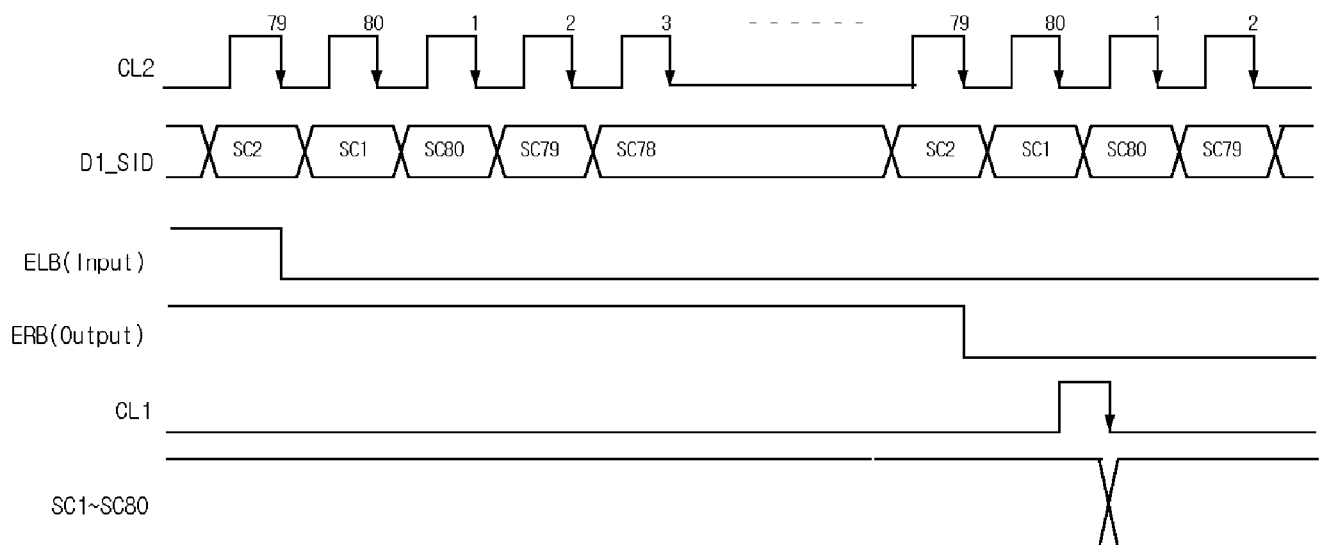 79 80 1 2 3 - - - - - - 79 80 1 2
CL2
SC2 SC1 SC80 SC79 SC78 SC2 SC1 SC80 SC79
D1_SID
ELB(Input)
ERB(Output)
CL1
SC1~SC80